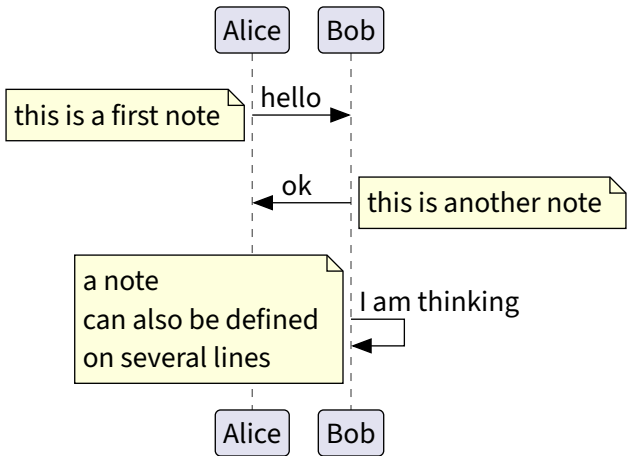 Alice
Bob
this is a first note
hello
ok
this is another note
a note
can also be defined
on several lines
I am thinking
Alice
Bob